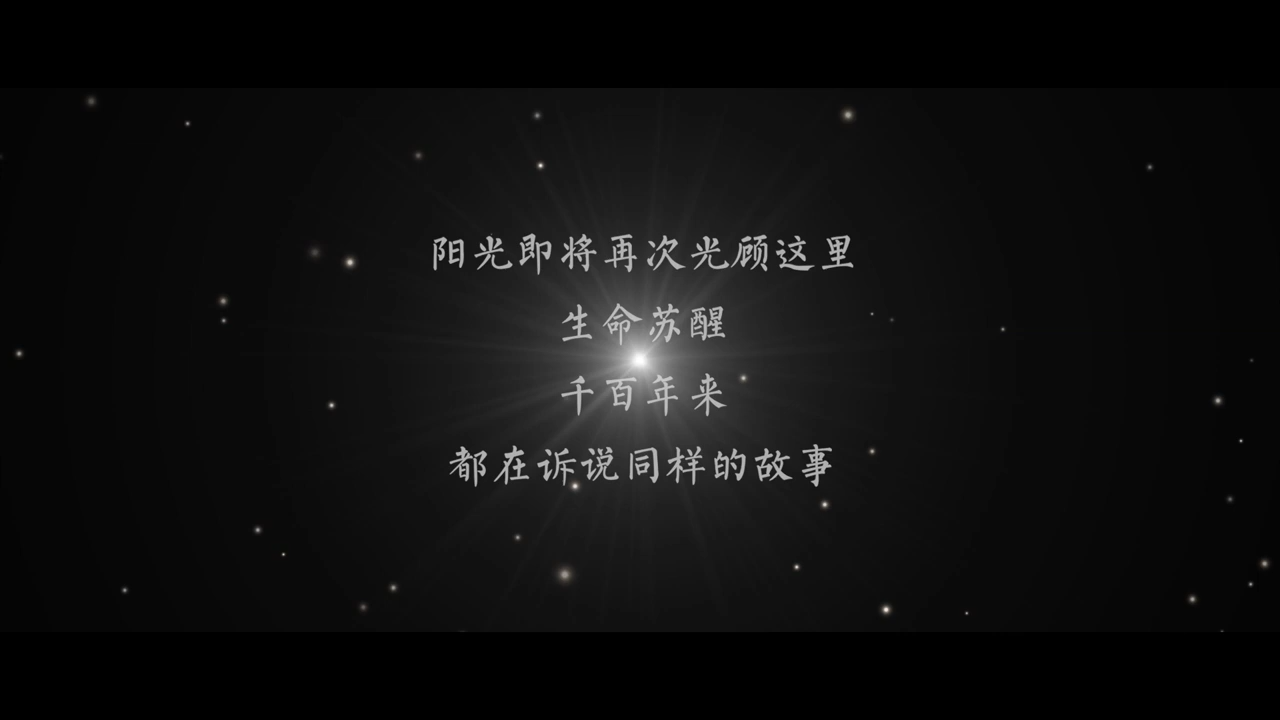 阳光即将再次光顾这里
生命苏醒
千百年来
都在诉说同样的故事